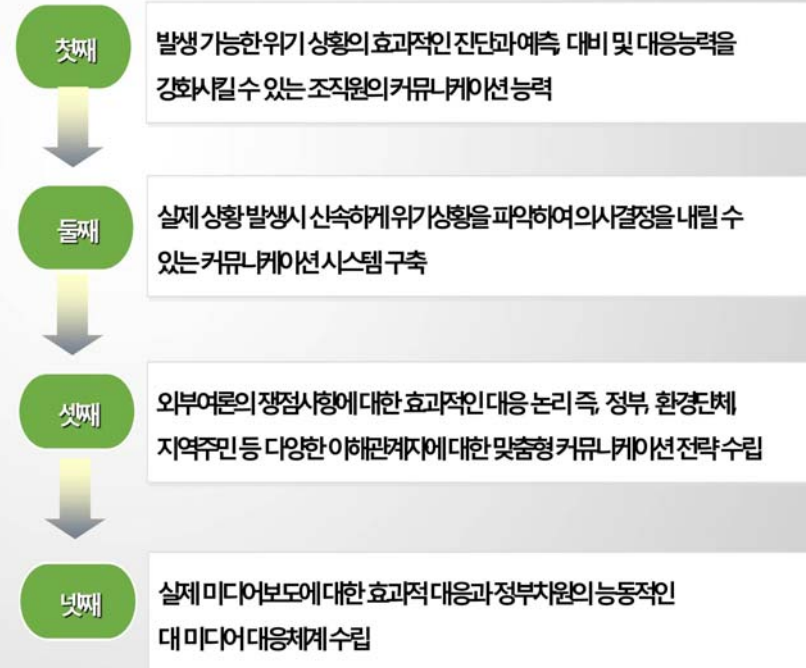 첫째
발생 가능한 위기 상황의 효과적인 진단과 예측, 대비 및 대응능력을
강화시킬 수 있는 조직원의 커뮤니케이션 능력
둘째
실제 상황 발생시 신속하게 위기상황을 파악하여 의사결정을 내릴 수
있는 커뮤니케이션 시스템 구축
셋째
외부여론의 쟁점사항에 대한 효과적인 대응 논리 즉, 정부, 환경단체,
지역주민 등 다양한 이해관계자에 대한 맞춤형 커뮤니케이션 전략 수립
넷째
실제 미디어보도에 대한 효과적 대응과 정부차원의 능동적인
대 미디어 대응체계 수립